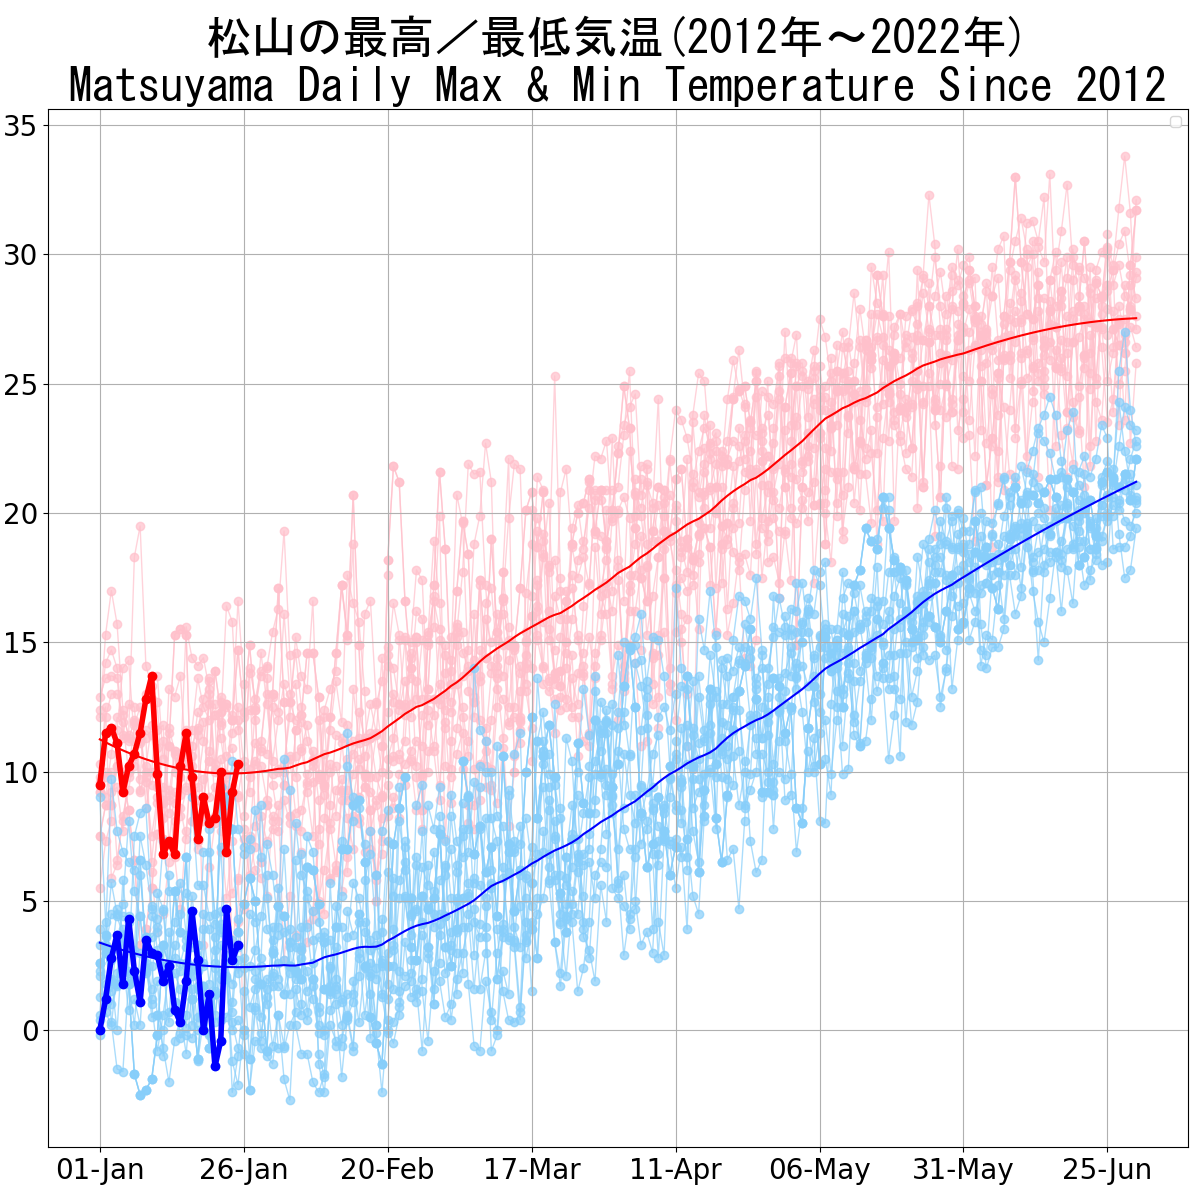 松山の最高／最低気温(2012年～2022年)
Matsuyama Daily Max & Min Temperature Since 2012
35
30
25
20
15
10
5
0
01-Jan 26-Jan 20-Feb 17-Mar 11-Apr 06-May 31-May 25-Jun